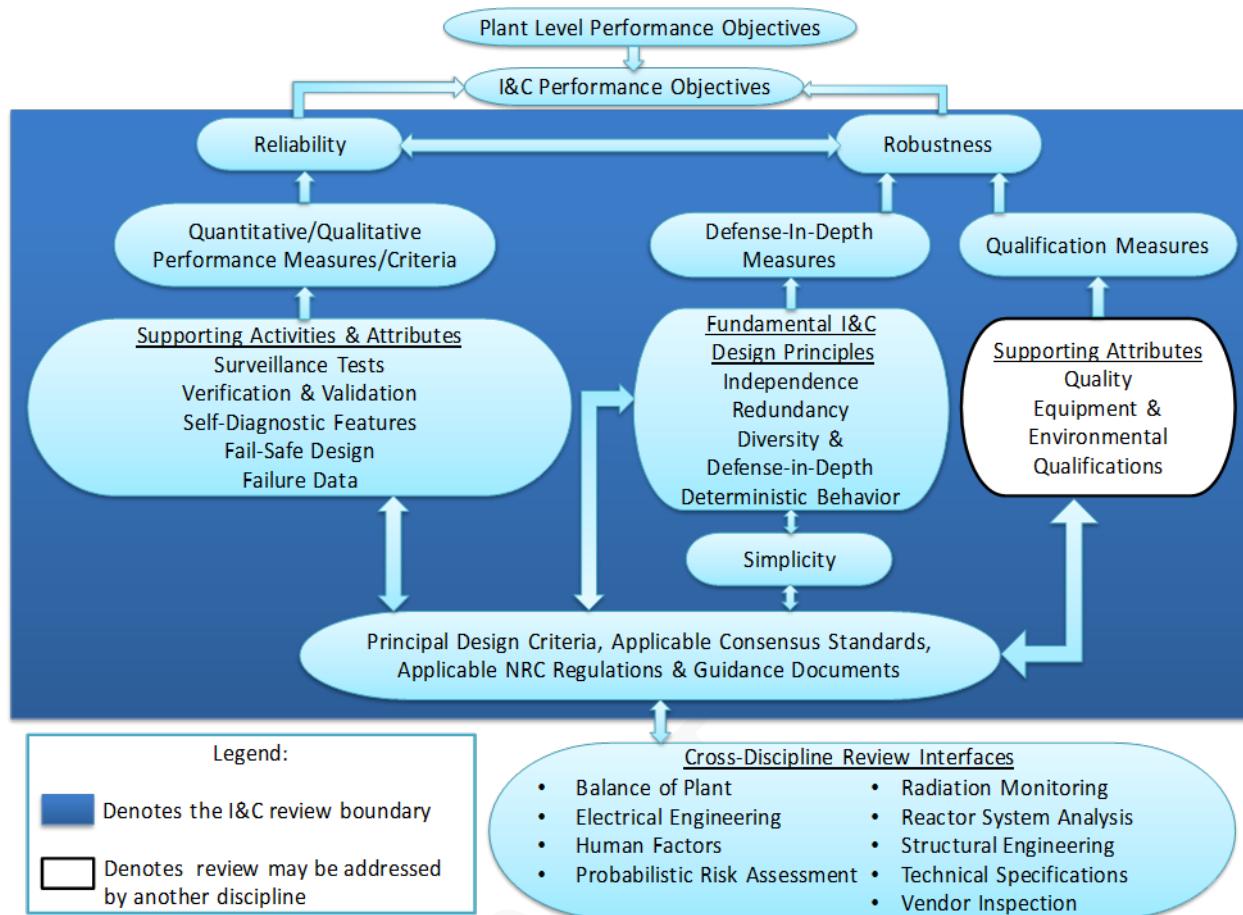 Plant Level Performance Objectives
I&C Performance Objectives
Reliability
Robustness
Quantitative/Qualitative
Performance Measures/Criteria
Defense-In-Depth
Measures
Qualification Measures
Supporting Activities & Attributes
Surveillance Tests
Verification & Validation
Self-Diagnostic Features
Fail-Safe Design
Failure Data
Fundamental I&C
Design Principles
Independence
Redundancy
Diversity &
Defense-in-Depth
Deterministic Behavior
Supporting Attributes
Quality
Equipment &
Environmental
Qualifications
Simplicity
Principal Design Criteria, Applicable Consensus Standards,
Applicable NRC Regulations & Guidance Documents
Legend:
Denotes the I&C review boundary
Denotes review may be addressed
by another discipline
Cross-Discipline Review Interfaces
• Balance of Plant
• Electrical Engineering
• Human Factors
• Probabilistic Risk Assessment
• Radiation Monitoring
• Reactor System Analysis
• Structural Engineering
• Technical Specifications
• Vendor Inspection